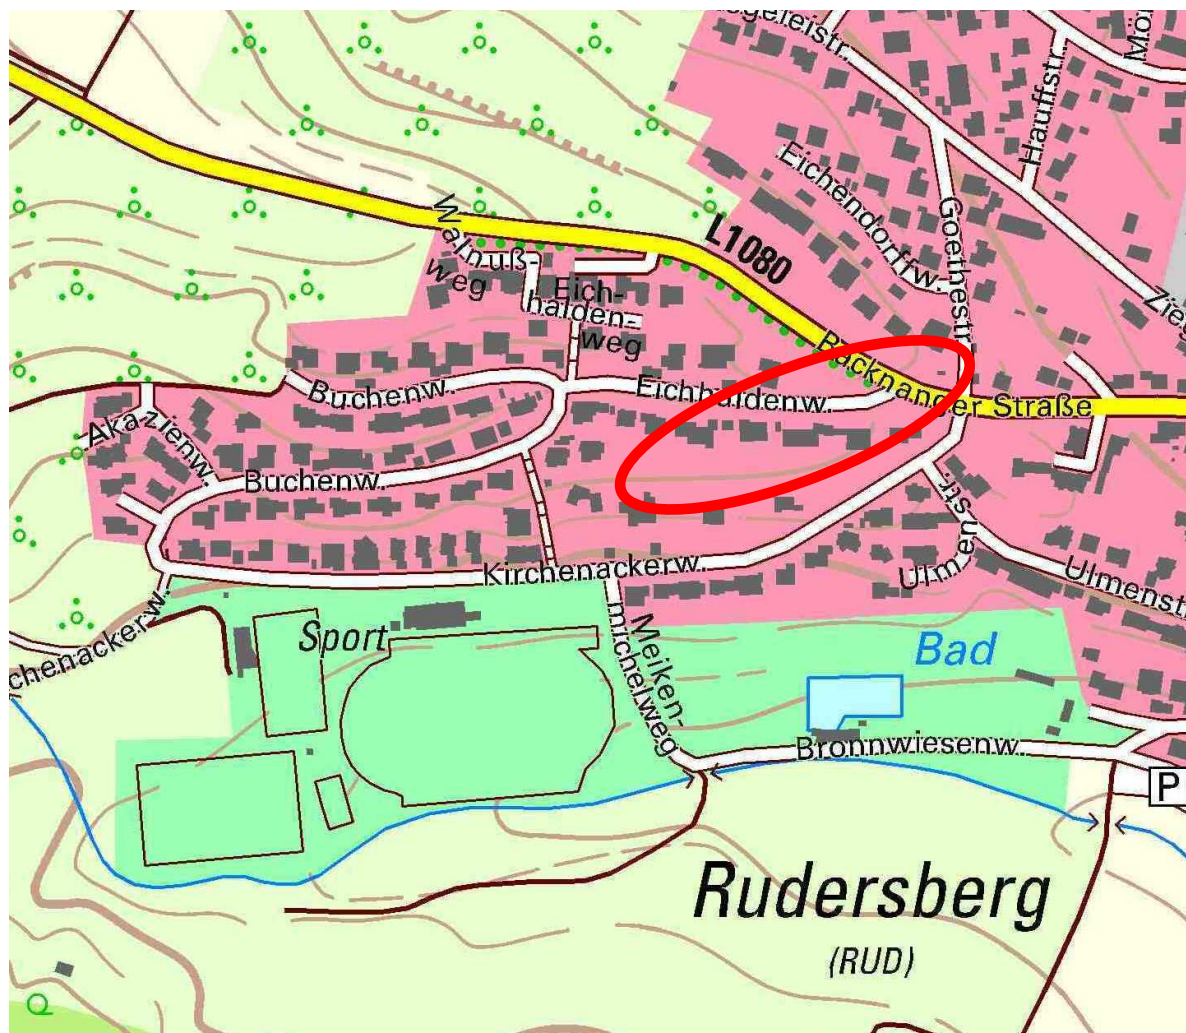 Hauffstr.
Eichendorffw.
Goethestr.
L1080
Walnuß-
weg
Eich-
halden-
weg
Backnanger Straße
Buchenw.
Eichhaldenw.
Akazienw.
Buchenw.
Kirchenackerw.
Ulmenstr.
Ulmenstr.
chenackerw.
Sport
Meiken-
michelweg
Bad
Bronnwiesenw.
P
Rudersberg
(RUD)